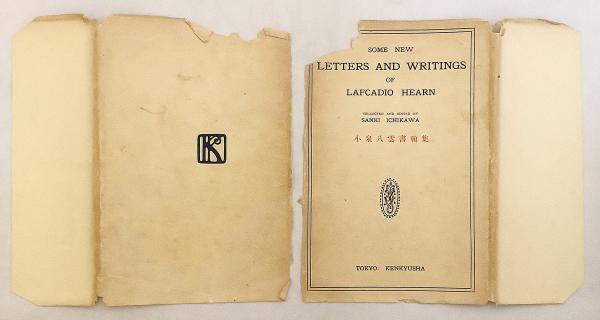 SOME NEW
LETTERS AND WRITINGS
OF
LAFCADIO HEARN
COLLECTED AND EDITED BY
SANKI ICHIKAWA
小泉八雲書翰集
TOKYO: KENKYUSHA
K